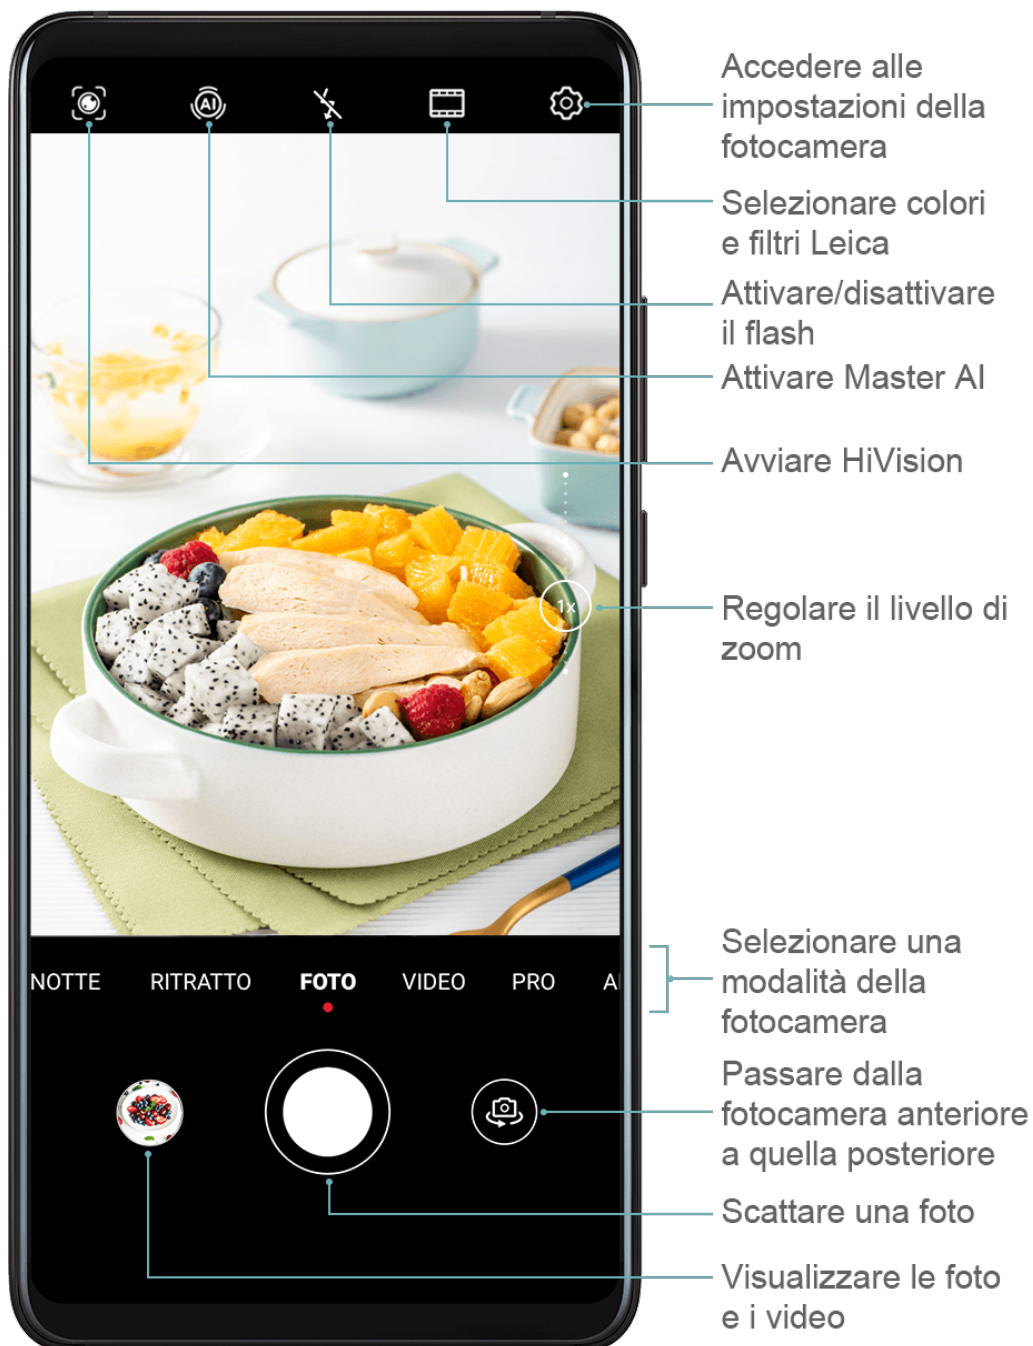 AI
Accedere alle
impostazioni della
fotocamera
Selezionare colori
e filtri Leica
Attivare/disattivare
il flash
Attivare Master AI
Avviare HiVision
1x
Regolare il livello di
zoom
NOTTE RITRATTO FOTO VIDEO PRO
Selezionare una
modalità della
fotocamera
Passare dalla
fotocamera anteriore
a quella posteriore
Scattare una foto
Visualizzare le foto
e i video